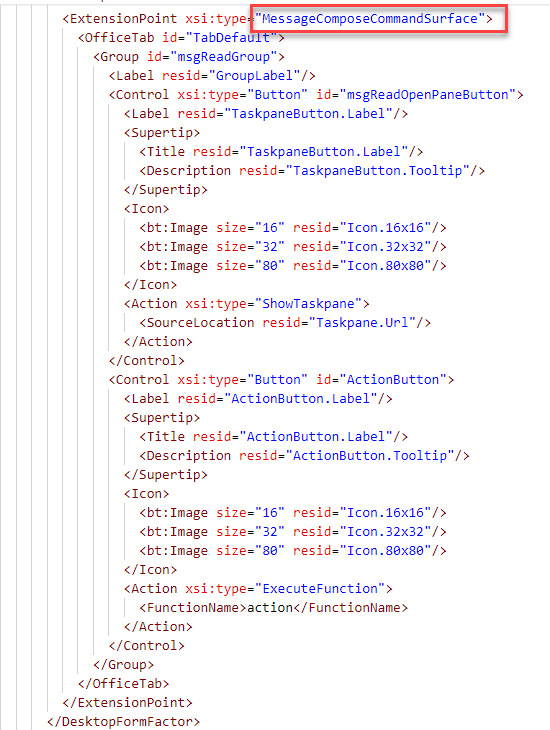 <ExtensionPoint xsi:type="MessageComposeCommandSurface">
<OfficeTab id="TabDefault">
<Group id="msgReadGroup">
<Label resid="GroupLabel"/>
<Control xsi:type="Button" id="msgReadOpenPaneButton">
<Label resid="TaskpaneButton.Label"/>
<Supertip>
<Title resid="TaskpaneButton.Label"/>
<Description resid="TaskpaneButton.Tooltip"/>
</Supertip>
<Icon>
<bt:Image size="16" resid="Icon.16x16"/>
<bt:Image size="32" resid="Icon.32x32"/>
<bt:Image size="80" resid="Icon.80x80"/>
</Icon>
<Action xsi:type="ShowTaskpane">
<SourceLocation resid="Taskpane.Url"/>
</Action>
</Control>
<Control xsi:type="Button" id="ActionButton">
<Label resid="ActionButton.Label"/>
<Supertip>
<Title resid="ActionButton.Label"/>
<Description resid="ActionButton.Tooltip"/>
</Supertip>
<Icon>
<bt:Image size="16" resid="Icon.16x16"/>
<bt:Image size="32" resid="Icon.32x32"/>
<bt:Image size="80" resid="Icon.80x80"/>
</Icon>
<Action xsi:type="ExecuteFunction">
<FunctionName>action</FunctionName>
</Action>
</Control>
</Group>
</OfficeTab>
</ExtensionPoint>
</DesktopFormFactor>